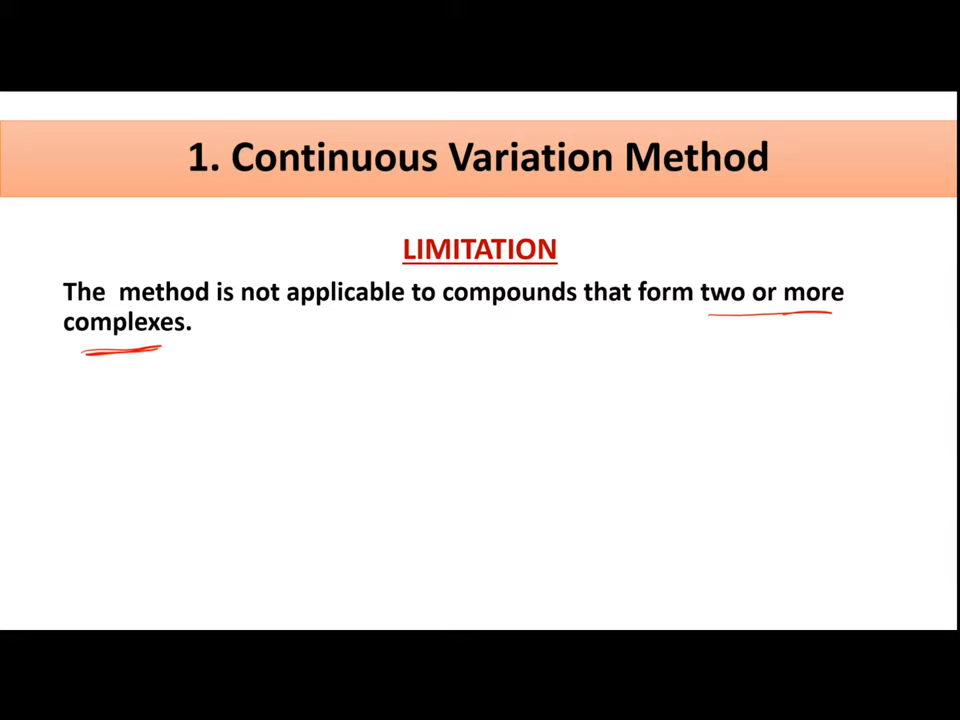 1. Continuous Variation Method
LIMITATION
The method is not applicable to compounds that form two or more
complexes.